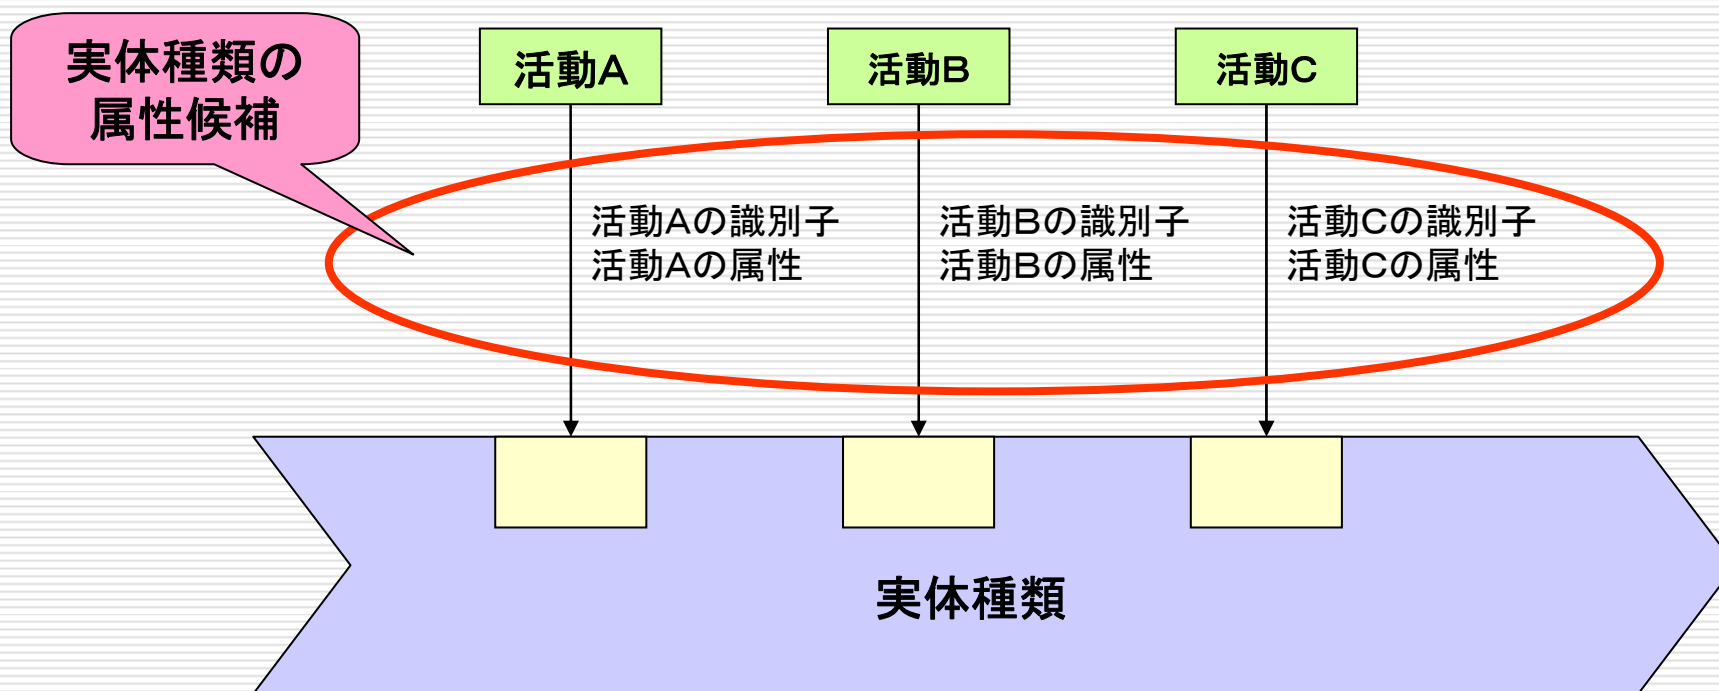 実体種類の
属性候補
活動A
活動B
活動C
活動Aの識別子
活動Aの属性
活動Bの識別子
活動Bの属性
活動Cの識別子
活動Cの属性
実体種類